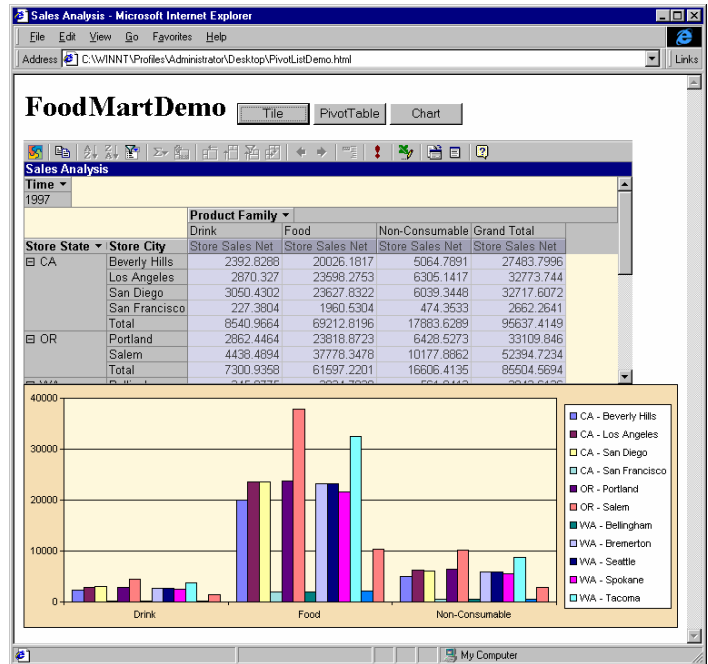 Sales Analysis - Microsoft Internet Explorer
File Edit View Go Favorites Help
Address C:\WINNT\Profiles\Administrator\Desktop\PivotListDemo.html Links
FoodMartDemo Tile PivotTable Chart
Sales Analysis
Time
1997
Product Family
Drink Food Non-Consumable Grand Total
Store State Store City Store Sales Net Store Sales Net Store Sales Net Store Sales Net
CA Beverly Hills 2392.8288 20026.1817 5064.7891 27483.7996
Los Angeles 2870.327 23598.2753 6305.1417 32773.744
San Diego 3050.4302 23627.8322 6039.3448 32717.6072
San Francisco 227.3804 1960.5304 474.3533 2662.2641
Total 8540.9664 69212.8196 17883.6289 95637.4149
OR Portland 2862.4464 23818.8723 6428.5273 33109.846
Salem 4438.4894 37778.3478 10177.8862 52394.7234
Total 7300.9358 61597.2201 16606.4135 85504.5694
40000
30000
20000
10000
0
Drink Food Non-Consumable
CA - Beverly Hills
CA - Los Angeles
CA - San Diego
CA - San Francisco
OR - Portland
OR - Salem
WA - Bellingham
WA - Bremerton
WA - Seattle
WA - Spokane
WA - Tacoma
My Computer